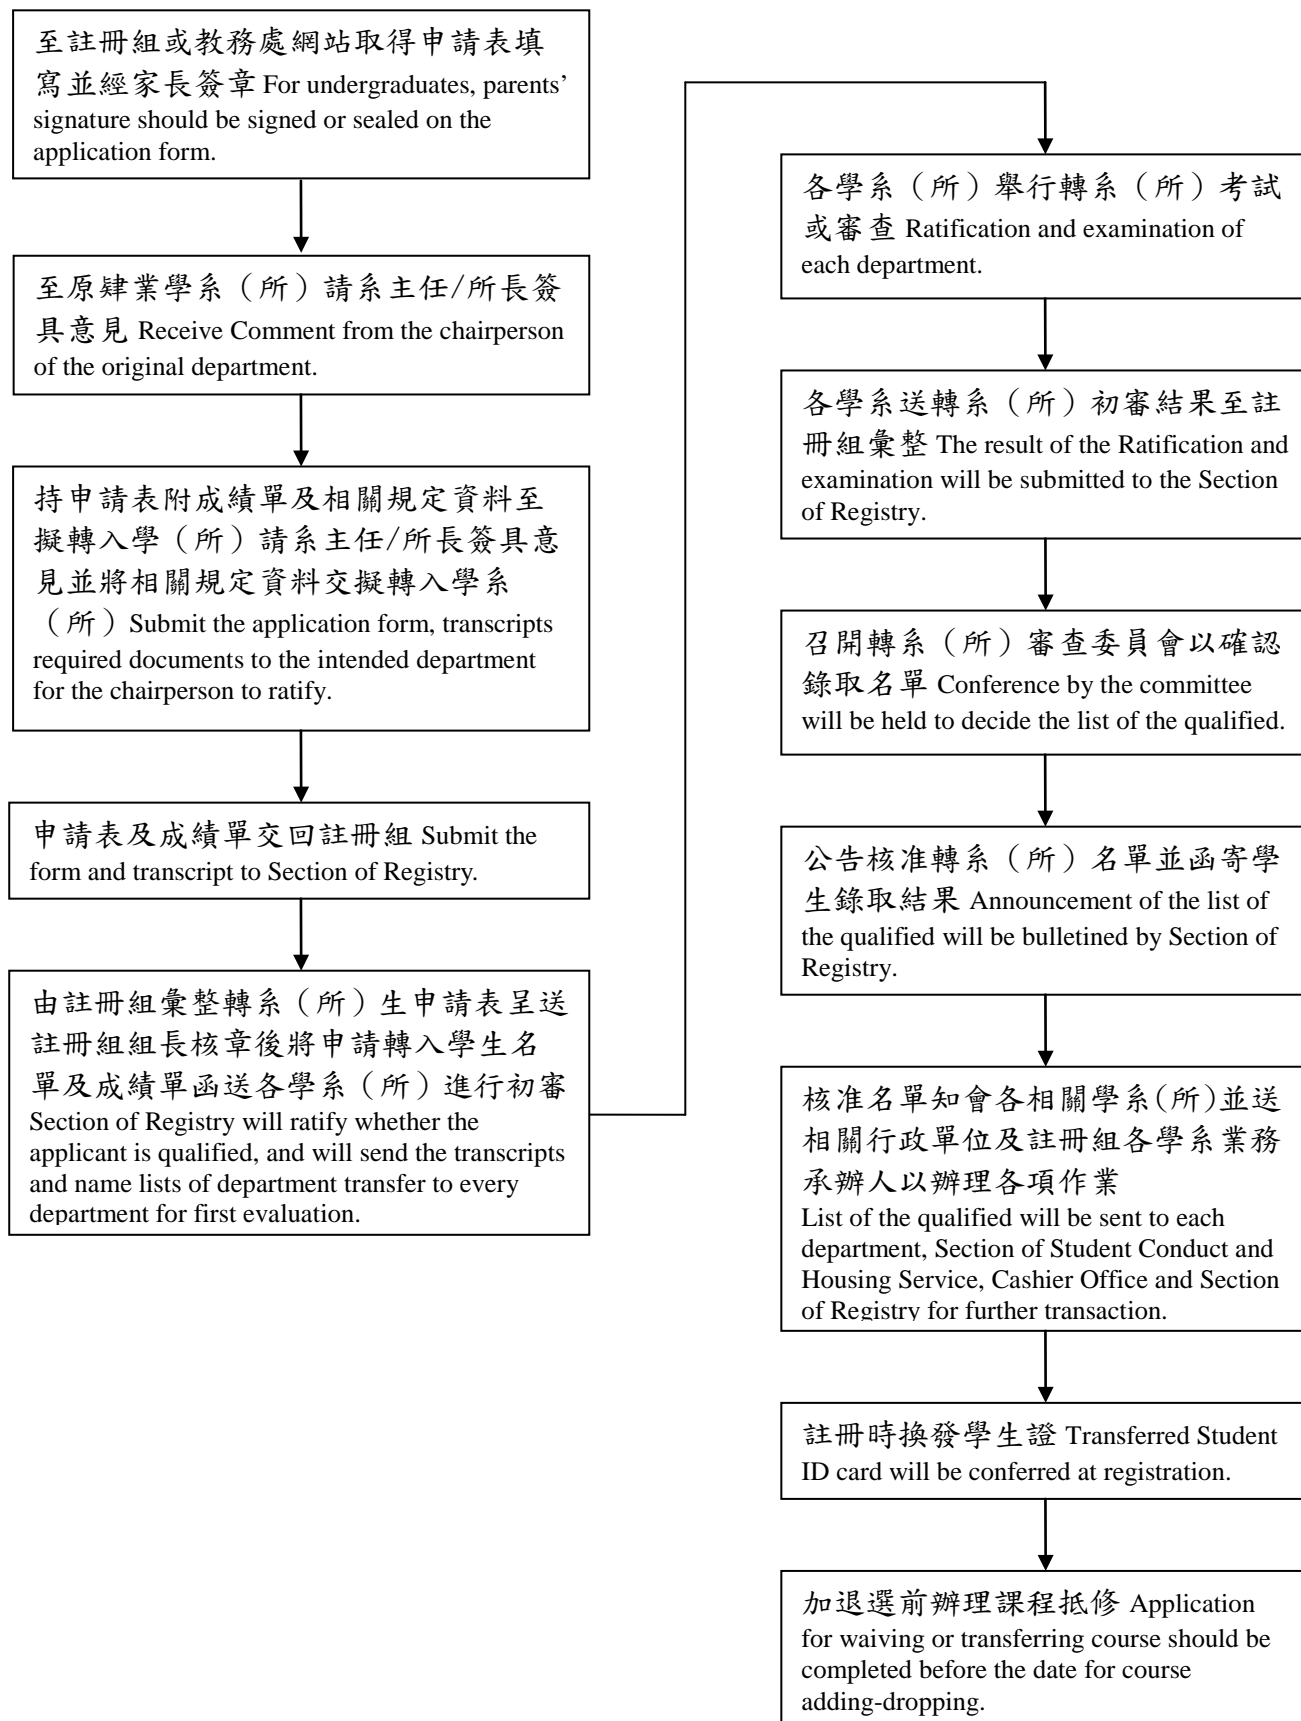 至註冊組或教務處網站取得申請表填
寫並經家長簽章 For undergraduates, parents’
signature should be signed or sealed on the
application form.
至原肄業學系（所）請系主任/所長簽
具意見 Receive Comment from the chairperson
of the original department.
持申請表附成績單及相關規定資料至
擬轉入學（所）請系主任/所長簽具意
見並將相關規定資料交擬轉入學系
（所）Submit the application form, transcripts
required documents to the intended department
for the chairperson to ratify.
申請表及成績單交回註冊組 Submit the
form and transcript to Section of Registry.
由註冊組彙整轉系（所）生申請表呈送
註冊組組長核章後將申請轉入學生名
單及成績單函送各學系（所）進行初審
Section of Registry will ratify whether the
applicant is qualified, and will send the transcripts
and name lists of department transfer to every
department for first evaluation.
各學系（所）舉行轉系（所）考試
或審查 Ratification and examination of
each department.
各學系送轉系（所）初審結果至註
冊組彙整 The result of the Ratification and
examination will be submitted to the Section
of Registry.
召開轉系（所）審查委員會以確認
錄取名單 Conference by the committee
will be held to decide the list of the qualified.
公告核准轉系（所）名單並函寄學
生錄取結果 Announcement of the list of
the qualified will be bulletined by Section of
Registry.
核准名單知會各相關學系(所)並送
相關行政單位及註冊組各學系業務
承辦人以辦理各項作業
List of the qualified will be sent to each
department, Section of Student Conduct and
Housing Service, Cashier Office and Section
of Registry for further transaction.
註冊時換發學生證 Transferred Student
ID card will be conferred at registration.
加退選前辦理課程抵修 Application
for waiving or transferring course should be
completed before the date for course
adding-dropping.